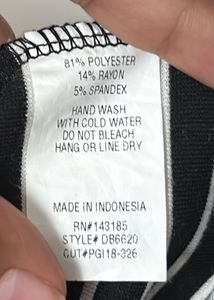 81% POLYESTER
14% RAYON
5% SPANDEX
HAND WASH
WITH COLD WATER
DO NOT BLEACH
HANG OR LINE DRY
MADE IN INDONESIA
RN#143185
STYLE# DB6620
CUT#PG118-326